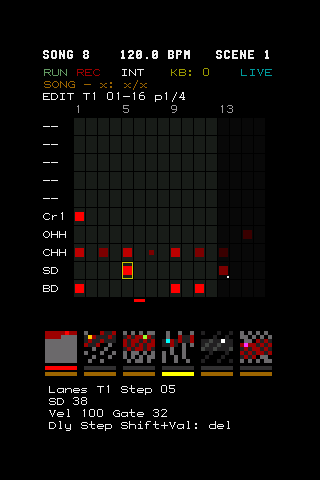 SONG 8 120.0 BPM SCENE 1
RUN REC INT KB: O LIVE
SONG - x: x/x
EDIT T1 01-16 p1/4
1 5 9 13
--
--
--
--
--
Cr1
OHH
CHH
SD
BD
Lanes T1 Step 05
SD 38
Vel 100 Gate 32
Dly Step Shift+Val: del